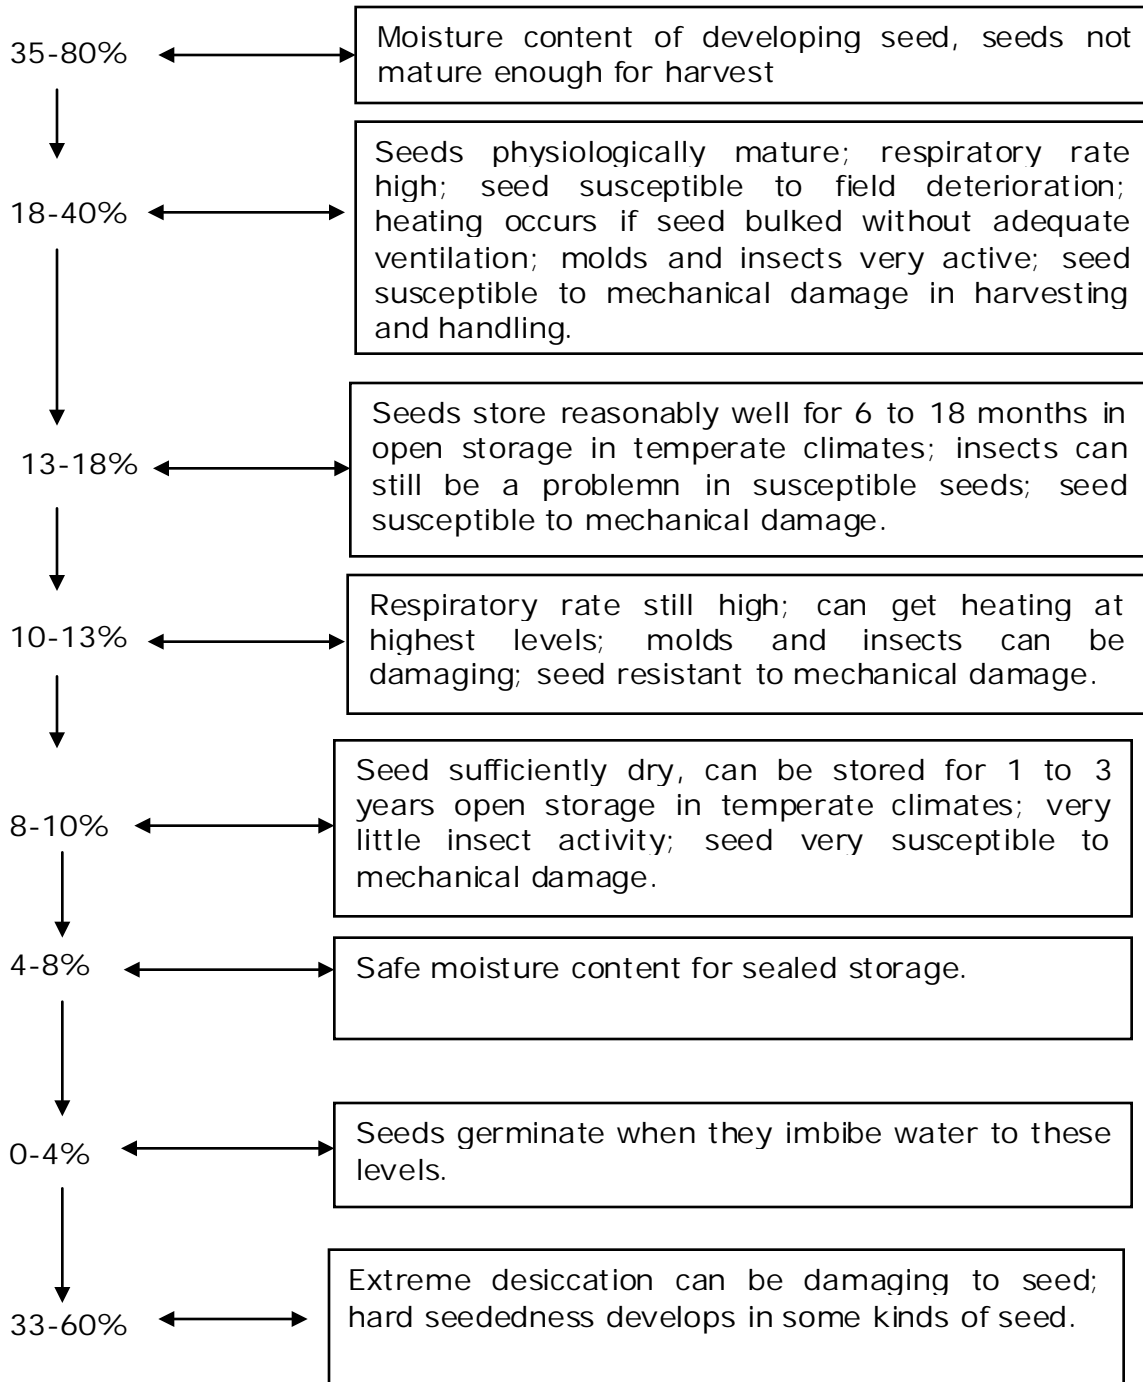 35-80%
Moisture content of developing seed, seeds not
mature enough for harvest
18-40%
Seeds physiologically mature; respiratory rate
high; seed susceptible to field deterioration;
heating occurs if seed bulked without adequate
ventilation; molds and insects very active; seed
susceptible to mechanical damage in harvesting
and handling.
13-18%
Seeds store reasonably well for 6 to 18 months in
open storage in temperate climates; insects can
still be a problemn in susceptible seeds; seed
susceptible to mechanical damage.
10-13%
Respiratory rate still high; can get heating at
highest levels; molds and insects can be
damaging; seed resistant to mechanical damage.
8-10%
Seed sufficiently dry, can be stored for 1 to 3
years open storage in temperate climates; very
little insect activity; seed very susceptible to
mechanical damage.
4-8%
Safe moisture content for sealed storage.
0-4%
Seeds germinate when they imbibe water to these
levels.
33-60%
Extreme desiccation can be damaging to seed;
hard seededness develops in some kinds of seed.